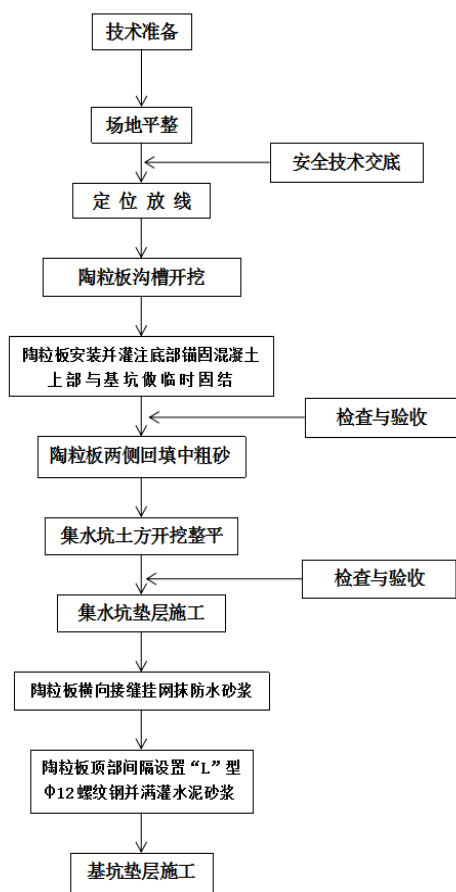 技术准备
场地平整
安全技术交底
定位放线
陶粒板沟槽开挖
陶粒板安装并灌注底部锚固混凝土
上部与基坑做临时固结
检查与验收
陶粒板两侧回填中粗砂
集水坑土方开挖整平
检查与验收
集水坑垫层施工
陶粒板横向接缝挂网抹防水砂浆
陶粒板顶部间隔设置“L”型
Φ12螺纹钢并满灌水泥砂浆
基坑垫层施工